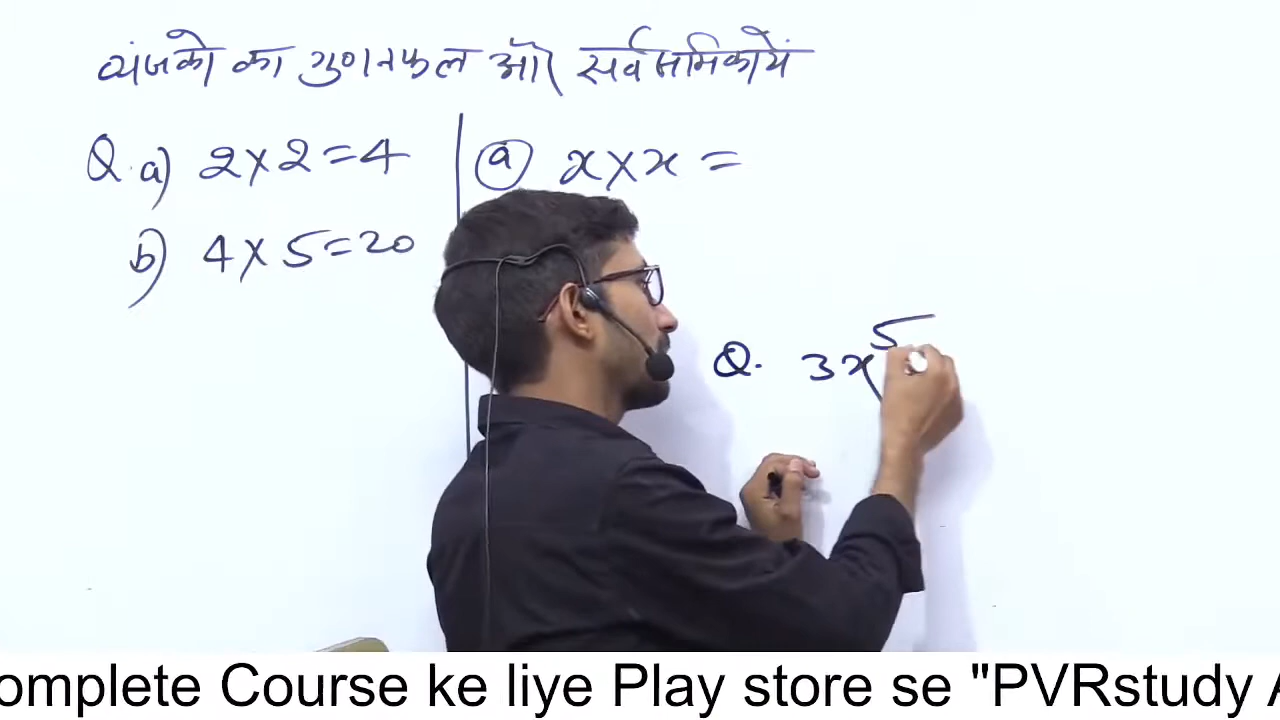 व्यंजको का गुणनफल और सर्वसमिकायें
Q. a) 2×2=4
b) 4×5=20
ⓐ x×x =
Q. 3x⁵
omplete Course ke liye Play store se "PVRstudy A